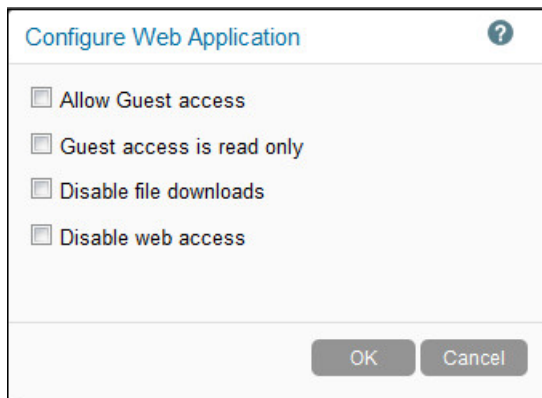 Configure Web Application ?
Allow Guest access
Guest access is read only
Disable file downloads
Disable web access
OK Cancel